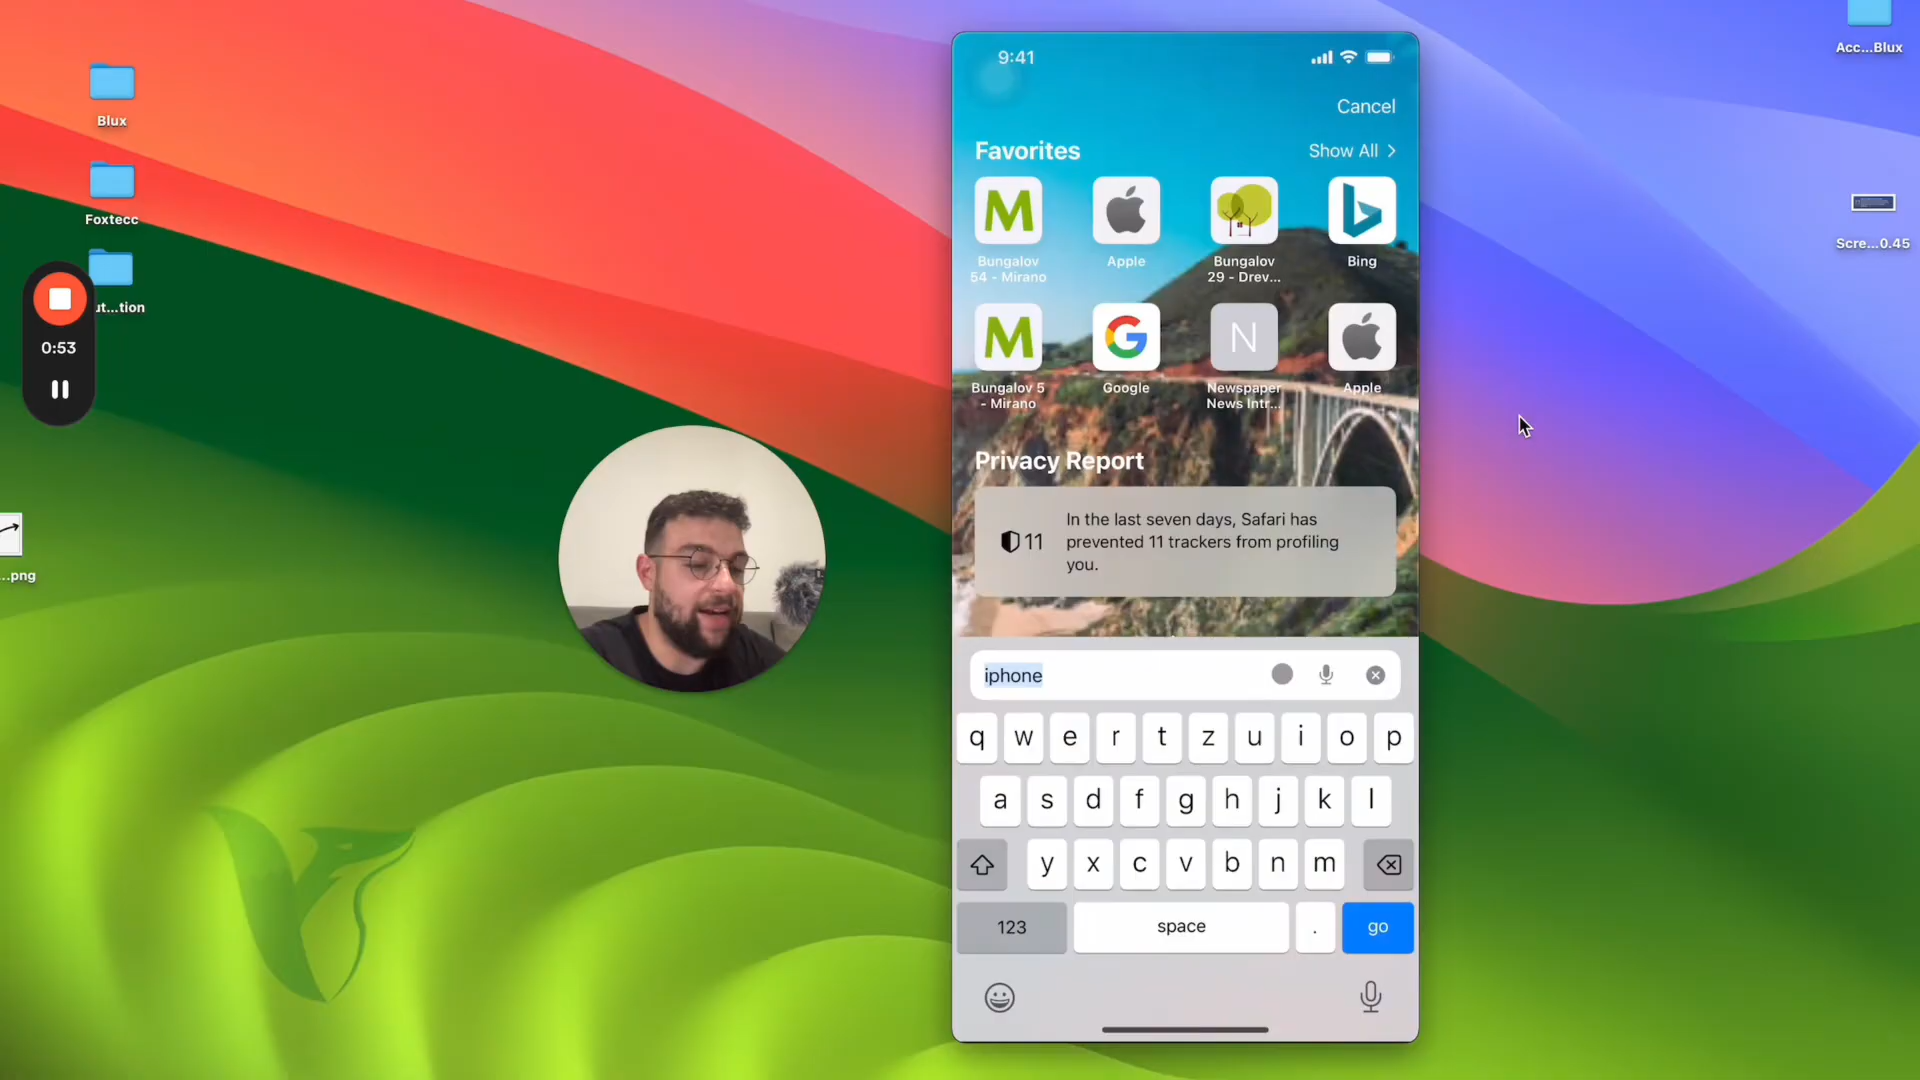 Blux
Foxtecc
ut...tion
0:53
...png
9:41
Cancel
Favorites
Show All
M
Bungalov
54 - Mirano
Apple
Bungalov
29 - Drev...
Bing
M
Bungalov 5
- Mirano
G
Google
N
Newspaper
News Intr...
Apple
Privacy Report
11
In the last seven days, Safari has
prevented 11 trackers from profiling
you.
iphone
q w e r t z u i o p
a s d f g h j k l
y x c v b n m
123
space
.
go
Acc...Blux
Scre...0.45